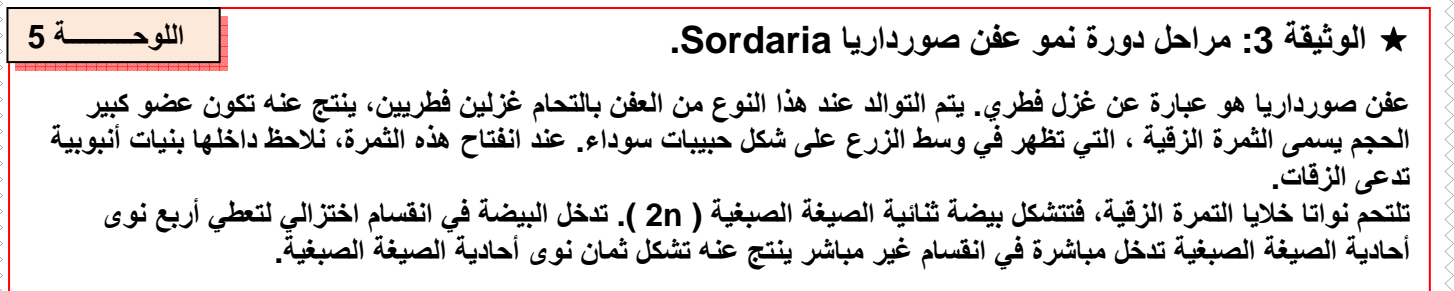 اللوحـــــــــة 5
★ الوثيقة 3: مراحل دورة نمو عفن صورداريا Sordaria.
عفن صورداريا هو عبارة عن غزل فطري. يتم التوالد عند هذا النوع من العفن بالتحام غزلين فطريين، ينتج عنه تكون عضو كبير
الحجم يسمى الثمرة الزقية ، التي تظهر في وسط الزرع على شكل حبيبات سوداء. عند انفتاح هذه الثمرة، نلاحظ داخلها بنيات أنبوبية
تدعى الزقات.
تلتحم نواتا خلايا التمرة الزقية، فتتشكل بيضة ثنائية الصيغة الصبغية ( 2n ). تدخل البيضة في انقسام اختزالي لتعطي أربع نوى
أحادية الصيغة الصبغية تدخل مباشرة في انقسام غير مباشر ينتج عنه تشكل ثمان نوى أحادية الصيغة الصبغية.